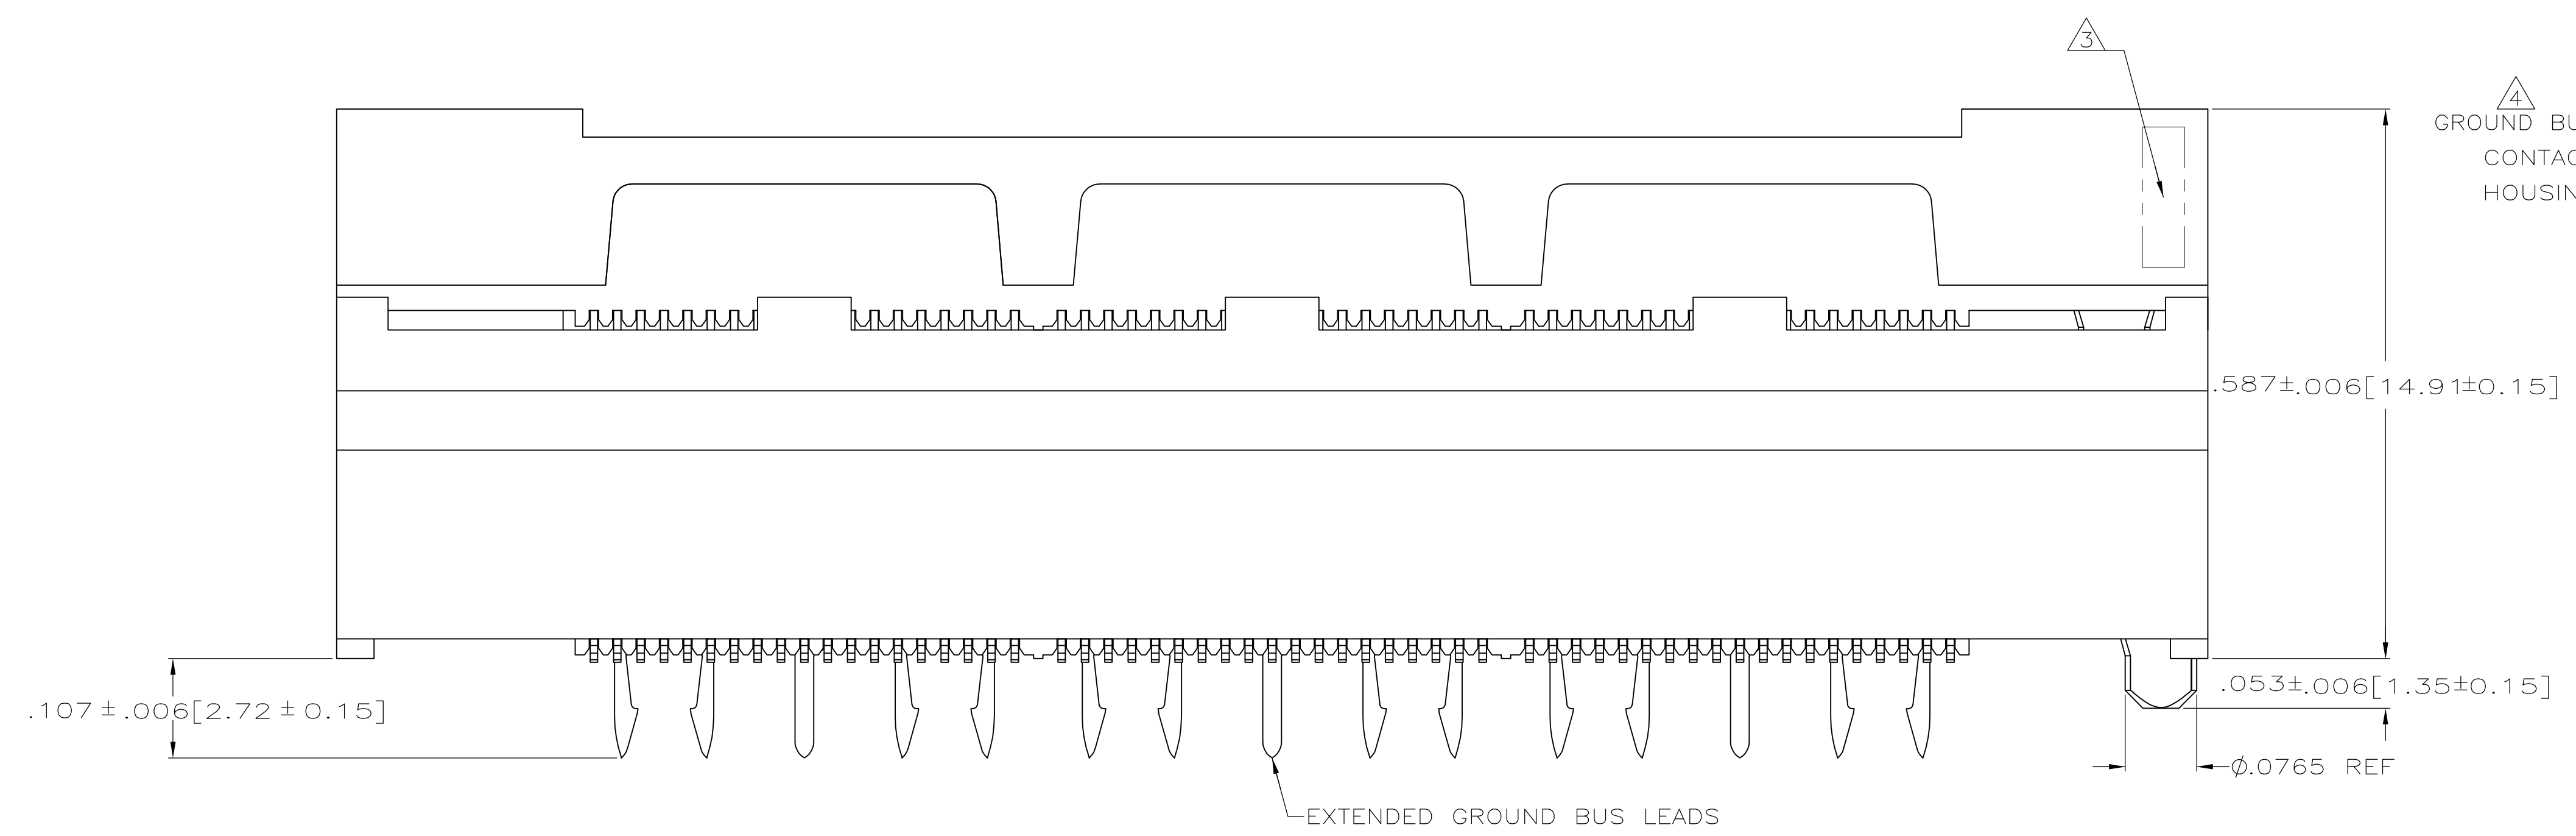 3
4
GROUND BU
CONTAC
HOUSIN
.587±.006[14.91±0.15]
.053±.006[1.35±0.15]
.107±.006[2.72±0.15]
Ø.0765 REF
EXTENDED GROUND BUS LEADS